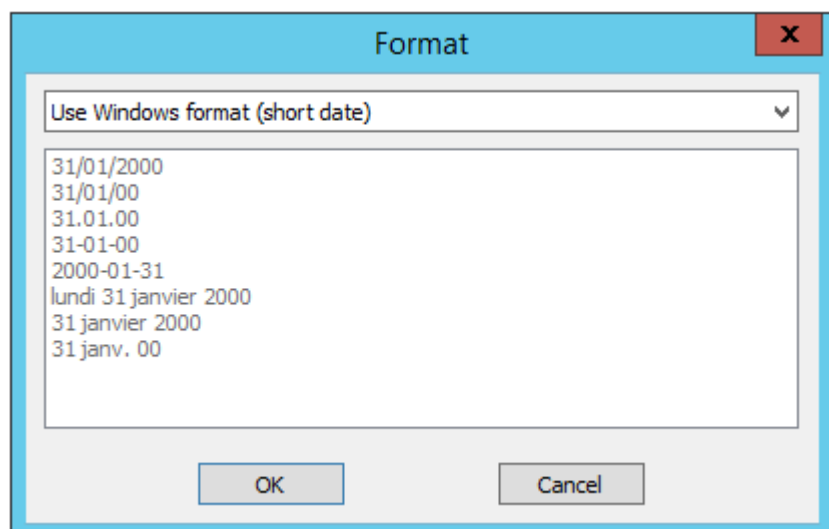 Format
x
Use Windows format (short date)
31/01/2000
31/01/00
31.01.00
31-01-00
2000-01-31
lundi 31 janvier 2000
31 janvier 2000
31 janv. 00
OK
Cancel